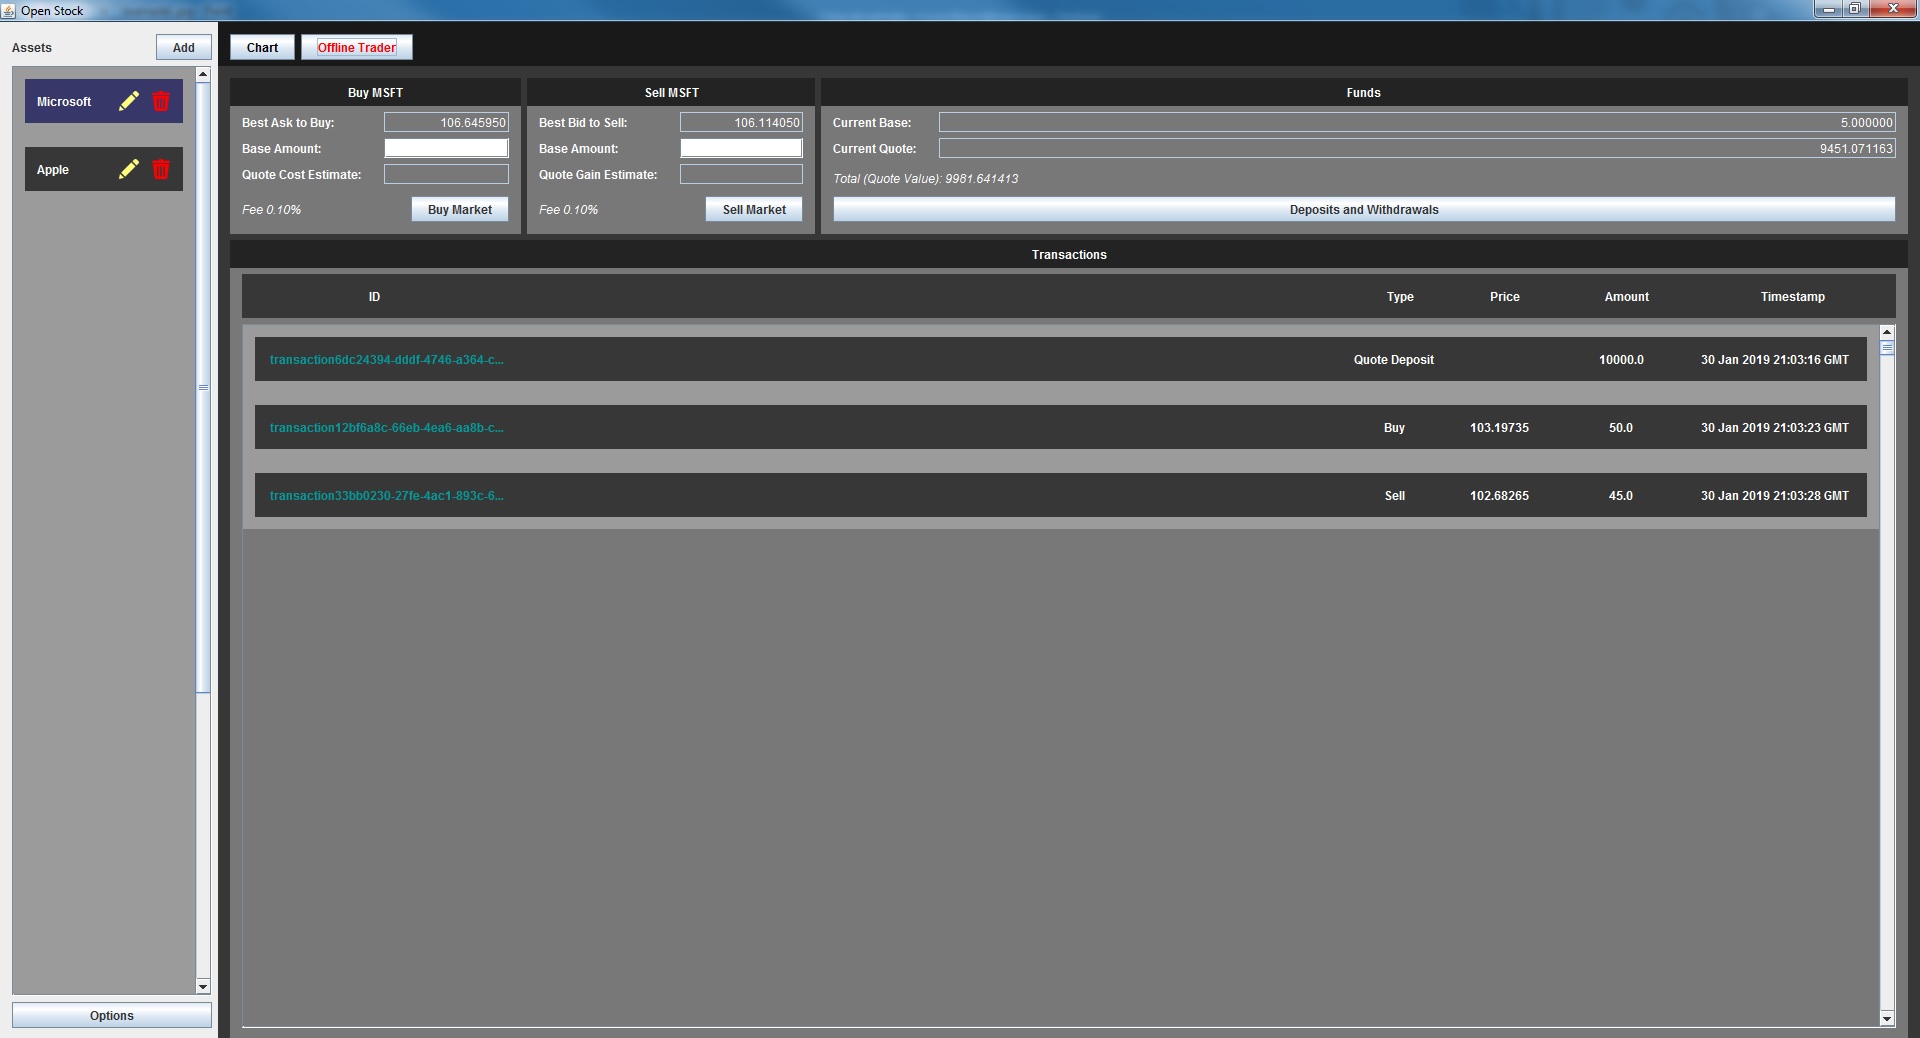 Open Stock
Assets
Add
Microsoft
Apple
Options
Chart
Offline Trader
Buy MSFT
Best Ask to Buy: 106.645950
Base Amount:
Quote Cost Estimate:
Fee 0.10%
Buy Market
Sell MSFT
Best Bid to Sell: 106.114050
Base Amount:
Quote Gain Estimate:
Fee 0.10%
Sell Market
Funds
Current Base: 5.000000
Current Quote: 9451.071163
Total (Quote Value): 9981.641413
Deposits and Withdrawals
Transactions
ID Type Price Amount Timestamp
transaction6dc24394-dddf-4746-a364-c... Quote Deposit 10000.0 30 Jan 2019 21:03:16 GMT
transaction12bf6a8c-66eb-4ea6-aa8b-c... Buy 103.19735 50.0 30 Jan 2019 21:03:23 GMT
transaction33bb0230-27fe-4ac1-893c-6... Sell 102.68265 45.0 30 Jan 2019 21:03:28 GMT